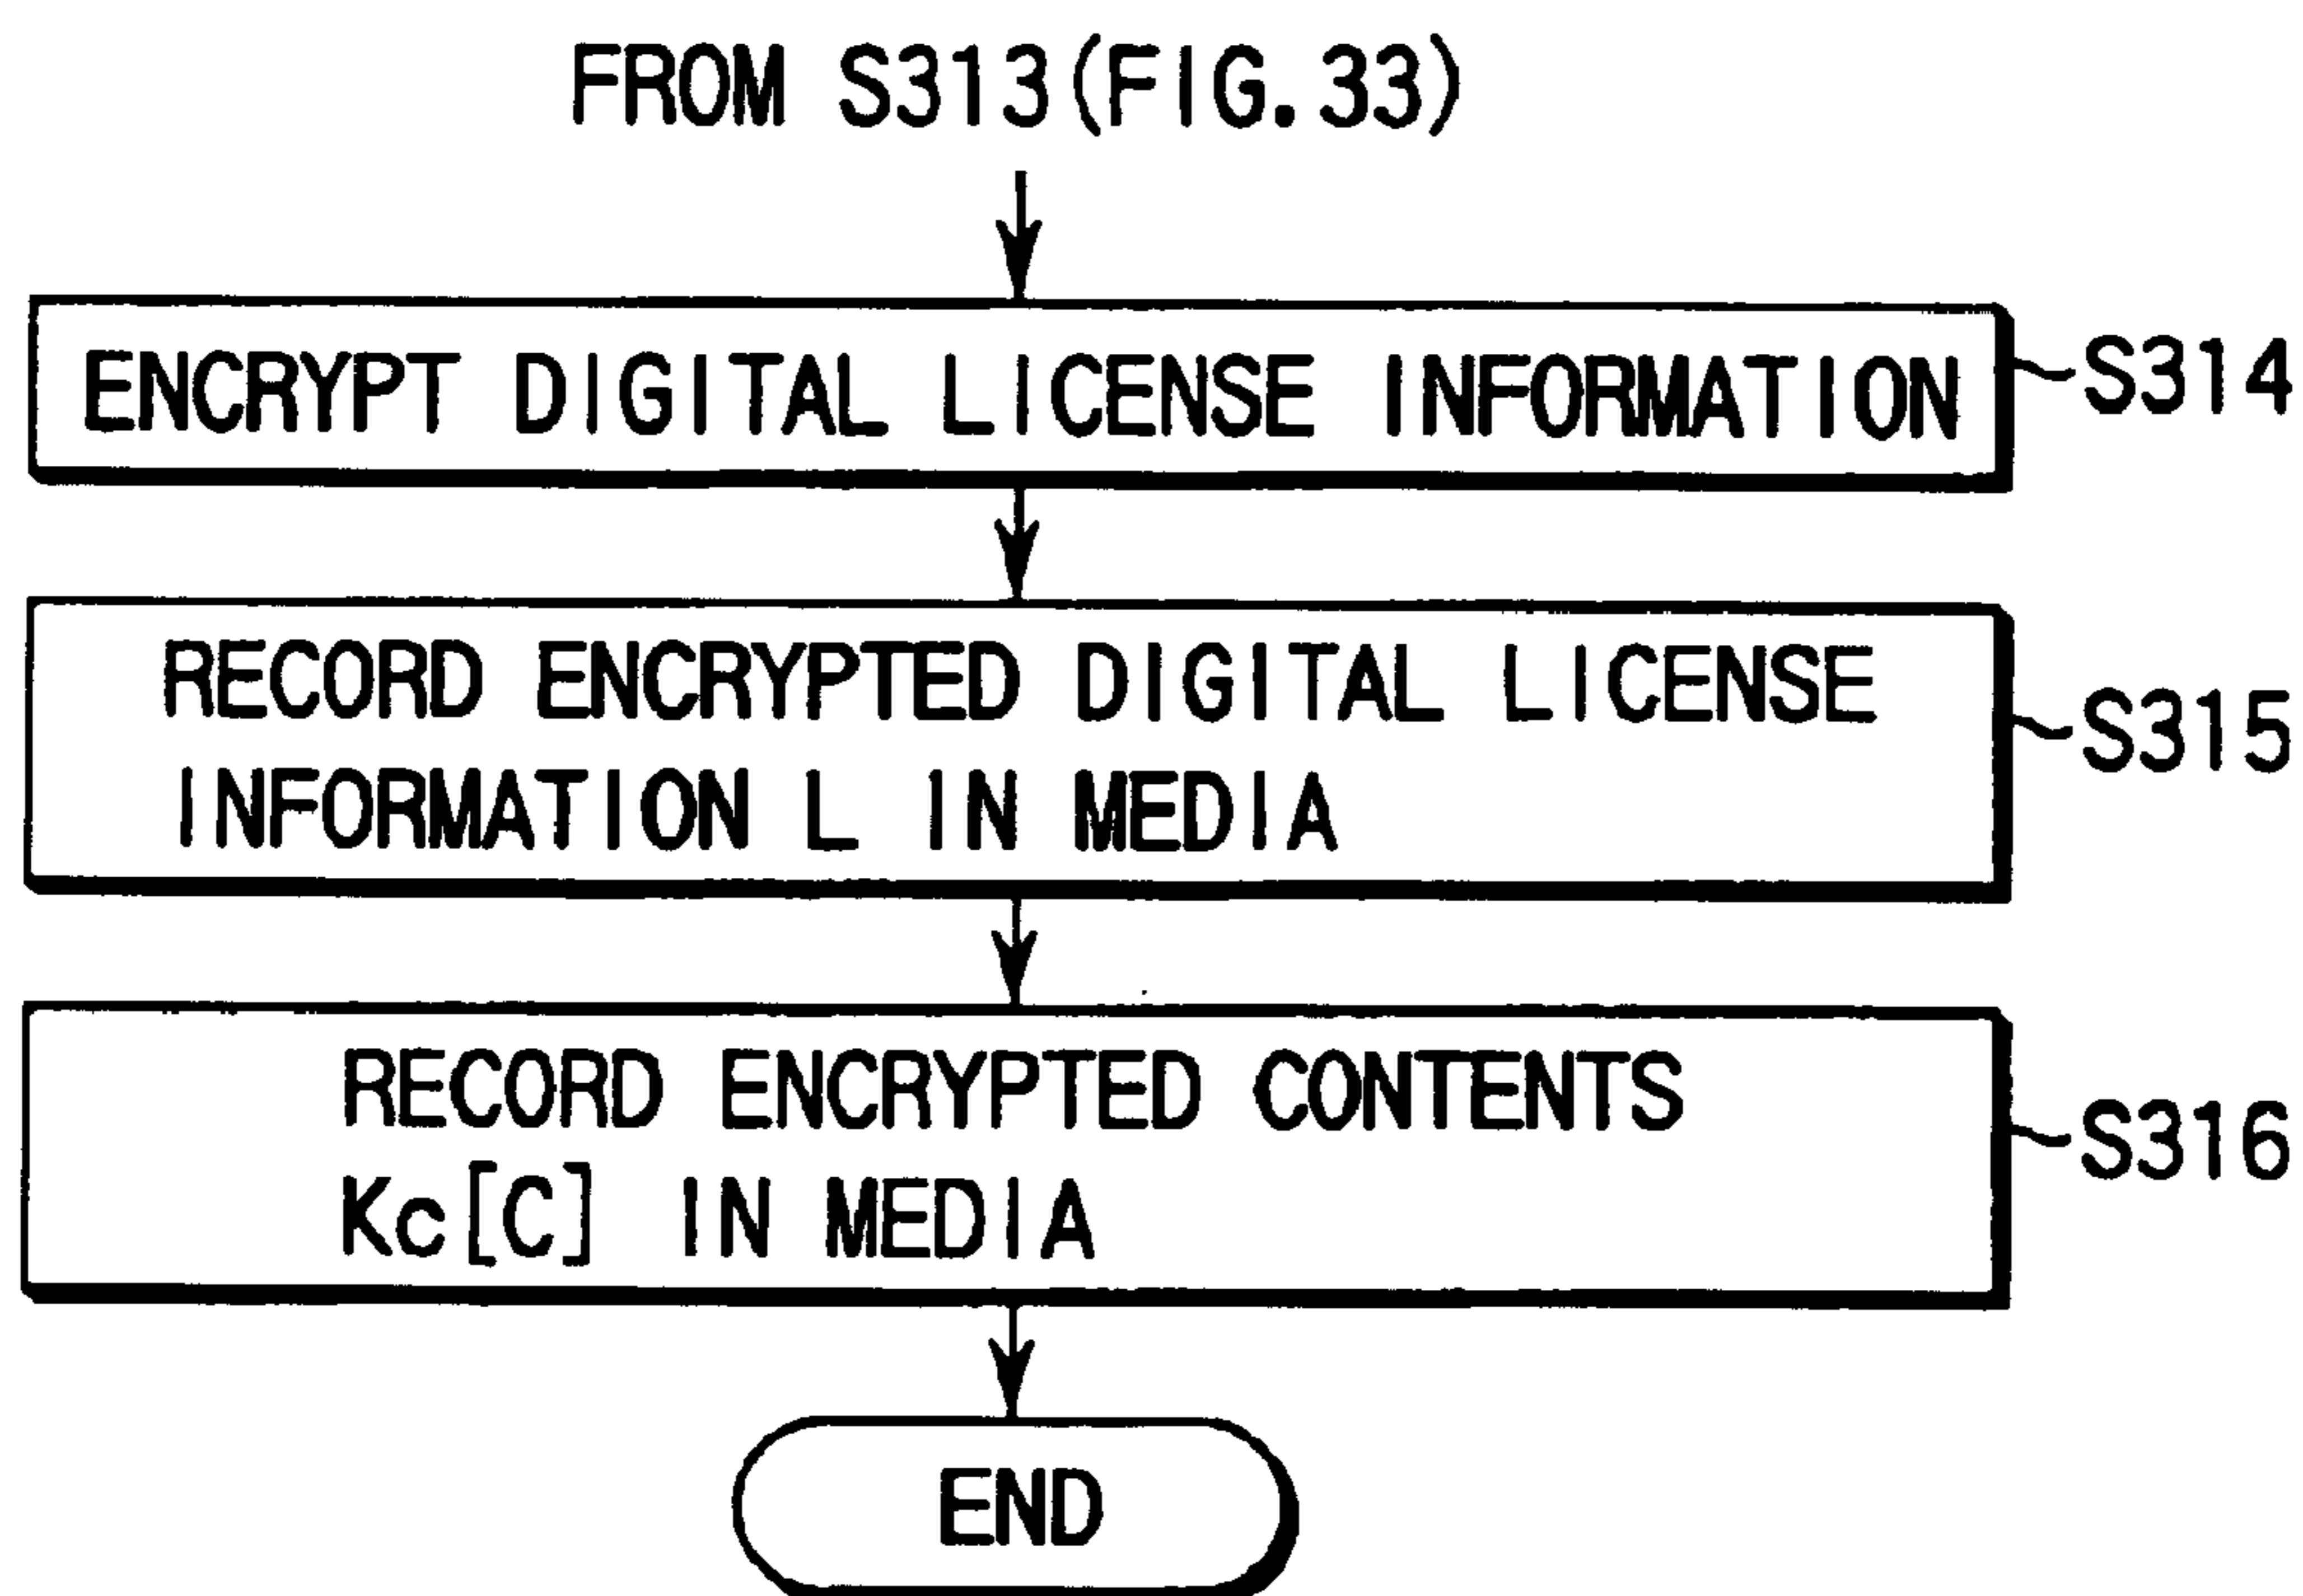 FROM S313(FIG.33)
ENCRYPT DIGITAL LICENSE INFORMATION
S314
RECORD ENCRYPTED DIGITAL LICENSE
INFORMATION L IN MEDIA
S315
RECORD ENCRYPTED CONTENTS
Kc[C] IN MEDIA
S316
END